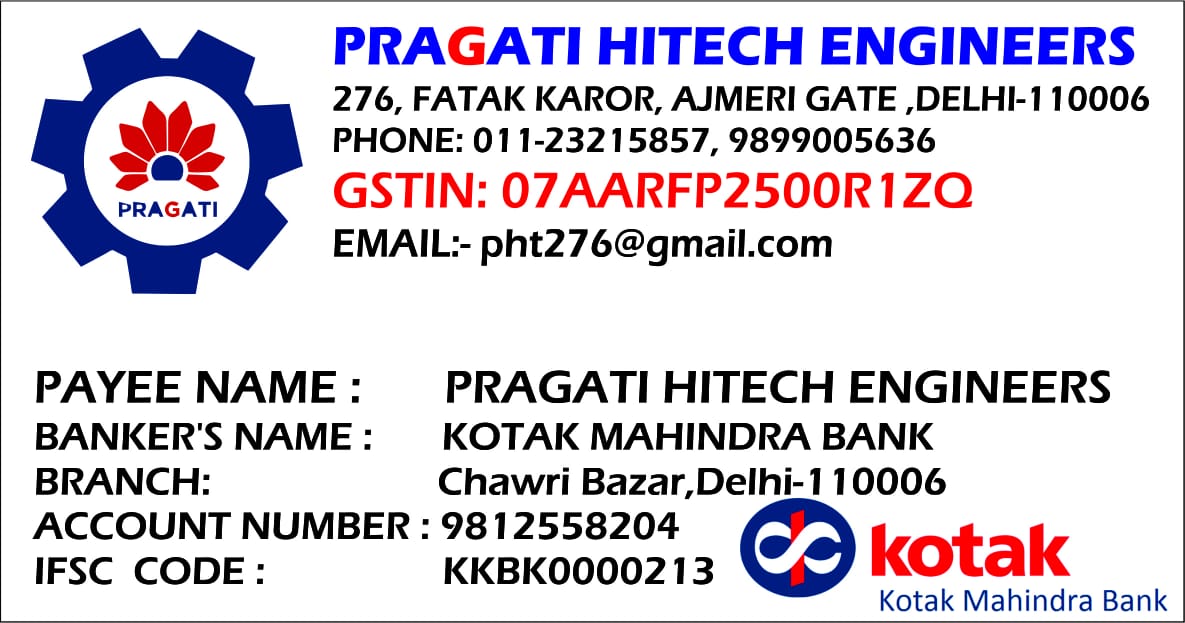 PRAGATI HITECH ENGINEERS
276, FATAK KAROR, AJMERI GATE ,DELHI-110006
PHONE: 011-23215857, 9899005636
GSTIN: 07AARFP2500R1ZQ
EMAIL:- pht276@gmail.com
PRAGATI
PAYEE NAME : PRAGATI HITECH ENGINEERS
BANKER'S NAME : KOTAK MAHINDRA BANK
BRANCH: Chawri Bazar,Delhi-110006
ACCOUNT NUMBER : 9812558204
IFSC CODE : KKBK0000213
kotak
Kotak Mahindra Bank